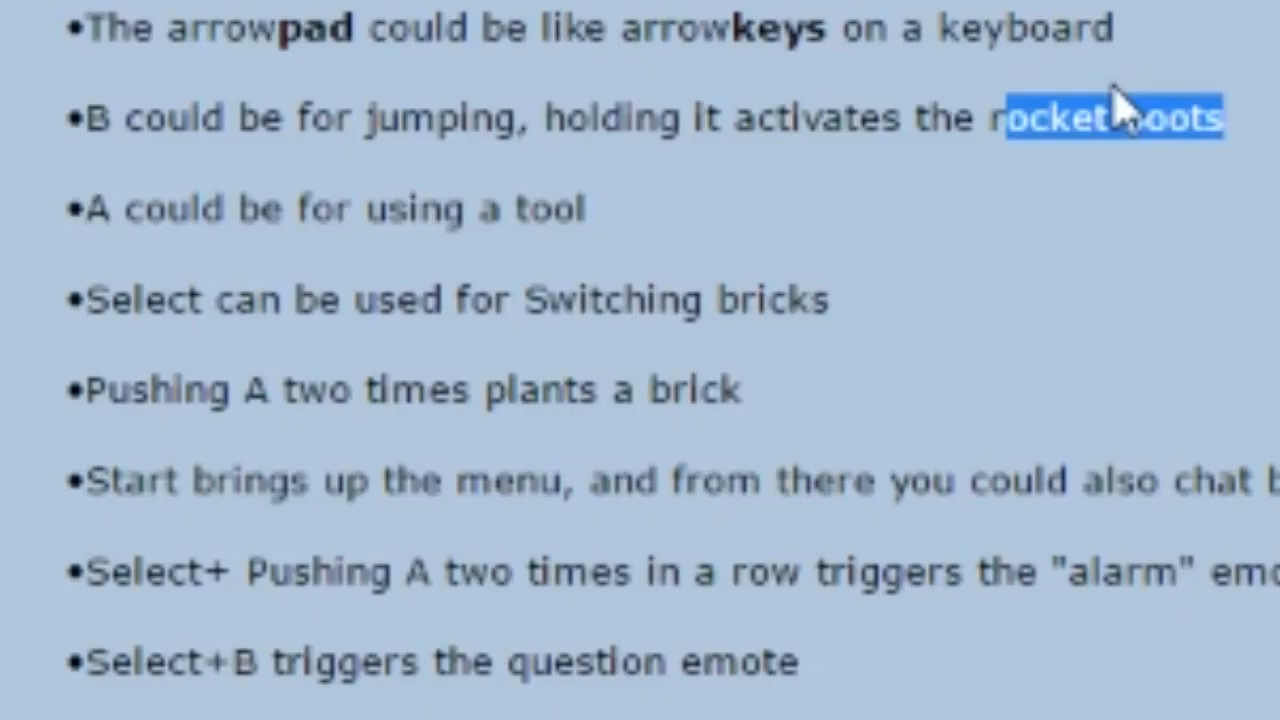 •The arrowpad could be like arrowkeys on a keyboard
•B could be for jumping, holding it activates the rocket boots
•A could be for using a tool
•Select can be used for Switching bricks
•Pushing A two times plants a brick
•Start brings up the menu, and from there you could also chat b
•Select+ Pushing A two times in a row triggers the "alarm" emo
•Select+B triggers the question emote